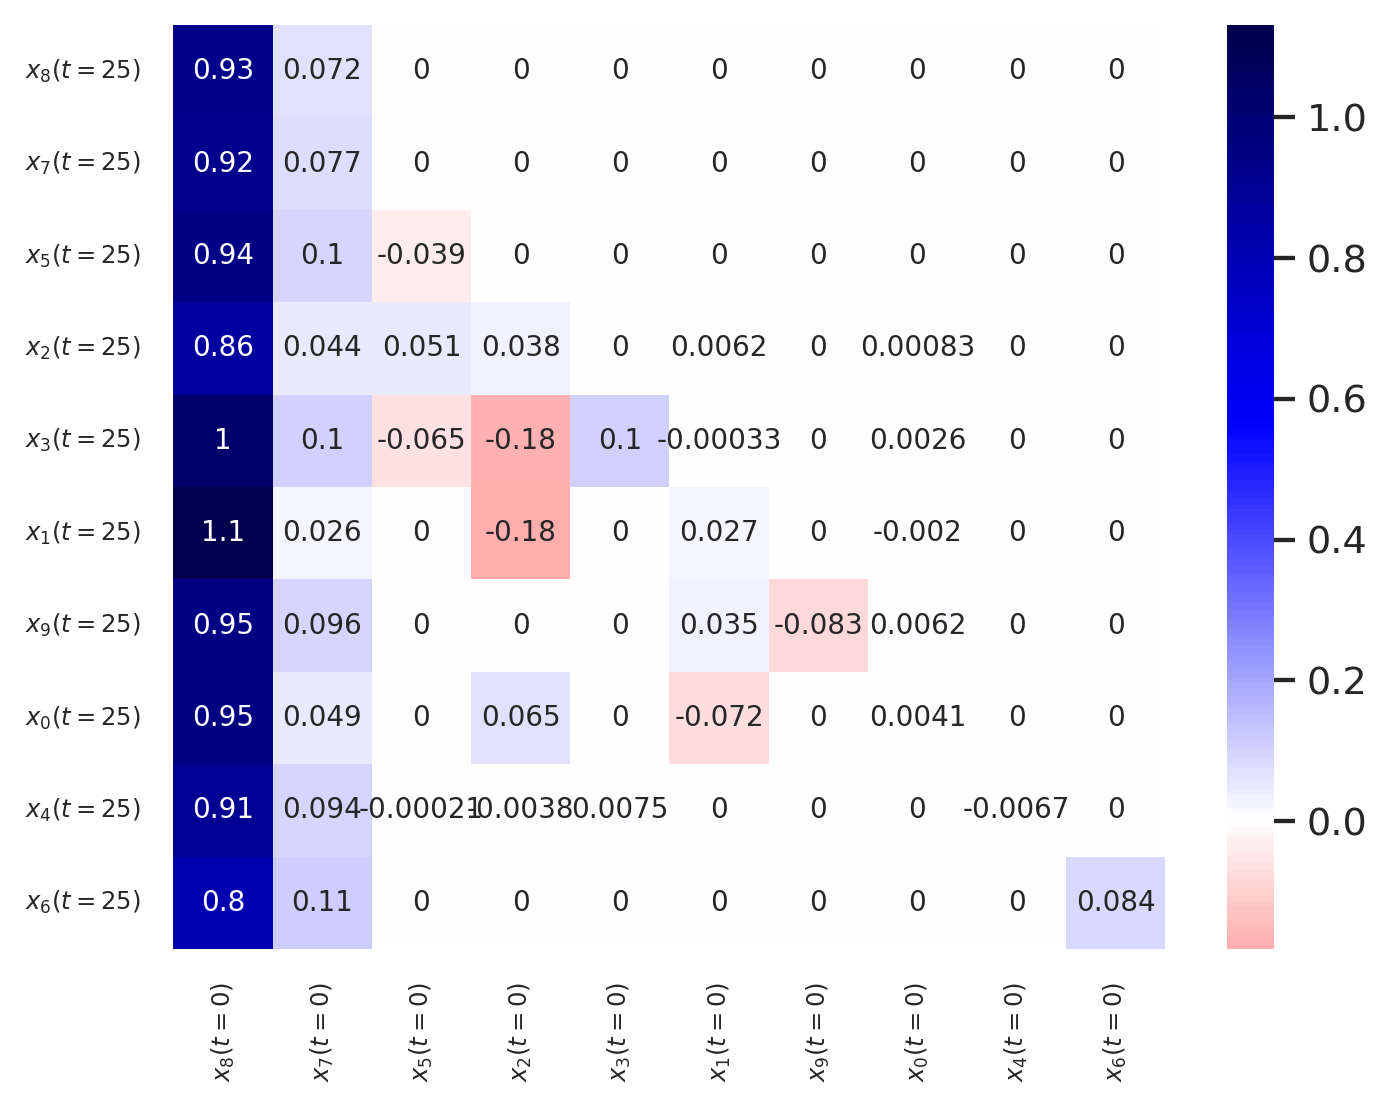 x₈(t = 25) 0.93 0.072 0 0 0 0 0 0 0 0
x₇(t = 25) 0.92 0.077 0 0 0 0 0 0 0 0
x₅(t = 25) 0.94 0.1 -0.039 0 0 0 0 0 0 0
x₂(t = 25) 0.86 0.044 0.051 0.038 0 0.0062 0 0.00083 0 0
x₃(t = 25) 1 0.1 -0.065 -0.18 0.1 -0.00033 0 0.0026 0 0
x₁(t = 25) 1.1 0.026 0 -0.18 0 0.027 0 -0.002 0 0
x₉(t = 25) 0.95 0.096 0 0 0 0.035 -0.083 0.0062 0 0
x₀(t = 25) 0.95 0.049 0 0.065 0 -0.072 0 0.0041 0 0
x₄(t = 25) 0.91 0.094 -0.00021 -0.0038 0.0075 0 0 0 -0.0067 0
x₆(t = 25) 0.8 0.11 0 0 0 0 0 0 0 0.084
x₈(t = 0) x₇(t = 0) x₅(t = 0) x₂(t = 0) x₃(t = 0) x₁(t = 0) x₉(t = 0) x₀(t = 0) x₄(t = 0) x₆(t = 0)
1.0
0.8
0.6
0.4
0.2
0.0